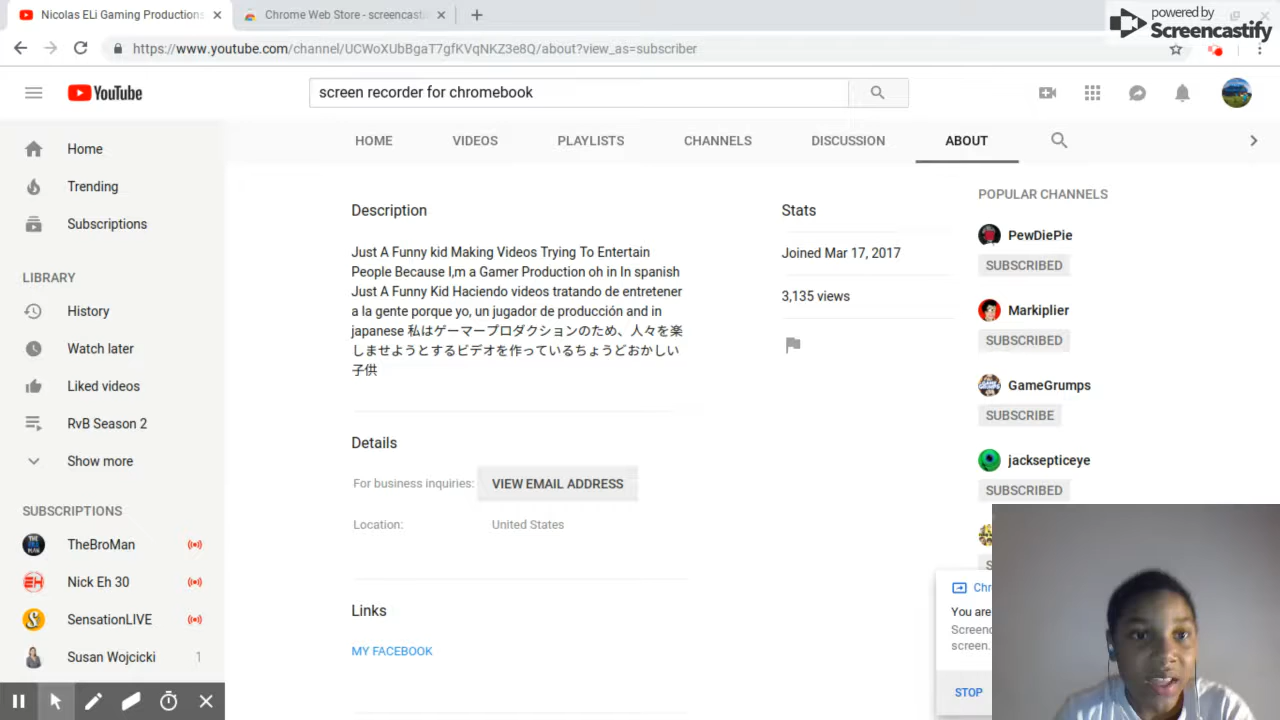 Nicolas ELi Gaming Productions
Chrome Web Store - screencasti
powered by
Screencastify
https://www.youtube.com/channel/UCWoXUbBgaT7gfKVqNKZ3e8Q/about?view_as=subscriber
YouTube
screen recorder for chromebook
HOME VIDEOS PLAYLISTS CHANNELS DISCUSSION ABOUT
Home
Trending
Subscriptions
LIBRARY
History
Watch later
Liked videos
RvB Season 2
Show more
SUBSCRIPTIONS
TheBroMan
Nick Eh 30
SensationLIVE
Susan Wojcicki 1
Description
Just A Funny kid Making Videos Trying To Entertain
People Because I,m a Gamer Production oh in In spanish
Just A Funny Kid Haciendo videos tratando de entretener
a la gente porque yo, un jugador de producción and in
japanese 私はゲーマープロダクションのため、人々を楽
しませようとするビデオを作っているちょうどおかしい
子供
Details
For business inquiries: VIEW EMAIL ADDRESS
Location: United States
Links
MY FACEBOOK
Stats
Joined Mar 17, 2017
3,135 views
POPULAR CHANNELS
PewDiePie
SUBSCRIBED
Markiplier
SUBSCRIBED
GameGrumps
SUBSCRIBE
jacksepticeye
SUBSCRIBED
Chr
You are
Screenc
screen.
STOP